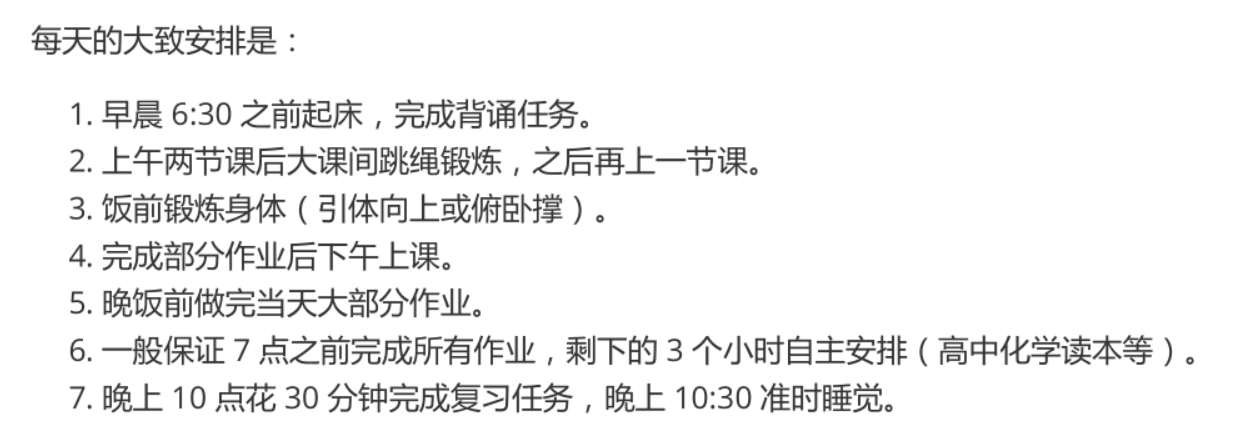 每天的大致安排是：
1. 早晨 6:30 之前起床，完成背诵任务。
2. 上午两节课后大课间跳绳锻炼，之后再上一节课。
3. 饭前锻炼身体（引体向上或俯卧撑）。
4. 完成部分作业后下午上课。
5. 晚饭前做完当天大部分作业。
6. 一般保证 7 点之前完成所有作业，剩下的 3 个小时自主安排（高中化学读本等）。
7. 晚上 10 点花 30 分钟完成复习任务，晚上 10:30 准时睡觉。